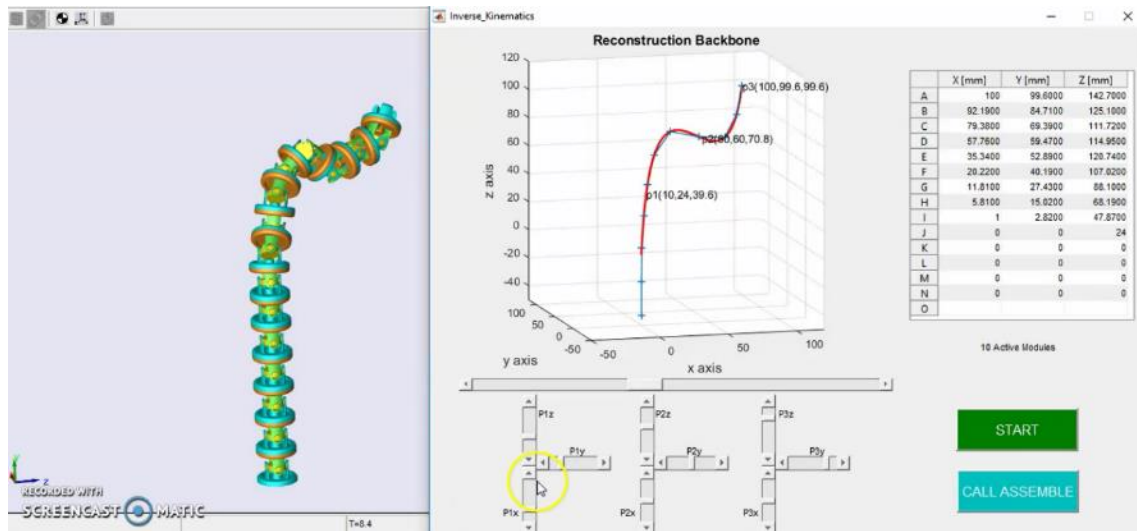 Inverse_Kinematics
Reconstruction Backbone
120
100
80
60
40
20
0
-20
-40
z axis
p3(100,99.6,99.6)
p2(80,60,70.8)
p1(10,24,39.6)
100
50
0
-50
y axis
-50
0
50
100
x axis
X [mm] Y [mm] Z [mm]
A 100 99.6000 142.7000
B 92.1900 84.7100 125.1000
C 79.3800 69.3900 111.7200
D 57.7600 59.4700 114.9500
E 35.3400 52.8900 120.7400
F 20.2200 40.1900 107.0200
G 11.8100 27.4300 88.1000
H 5.8100 15.0200 68.1900
I 1 2.8200 47.8700
J 0 0 24
K 0 0 0
L 0 0 0
M 0 0 0
N 0 0 0
O
10 Active Modules
P1z P2z P3z
P1y P2y P3y
P1x P2x P3x
START
CALL ASSEMBLE
z
RECORDED WITH
SCREENCAST-O-MATIC
T=8.4